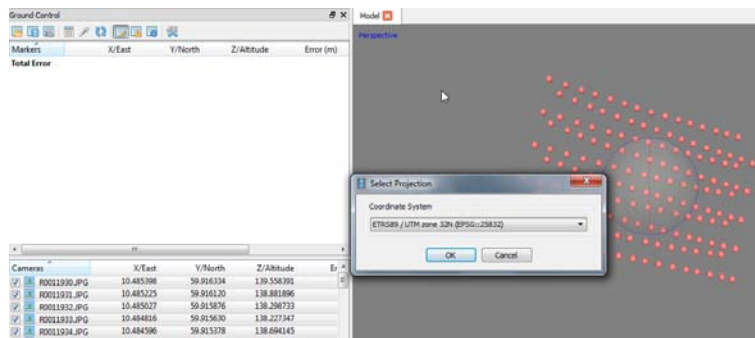 Ground Control
Model
Perspective
Markers X/East Y/North Z/Altitude Error (m)
Total Error
Select Projection
Coordinate System
ETRS89 / UTM zone 32N (EPSG::25832)
OK Cancel
Cameras X/East Y/North Z/Altitude Er
R0011930.JPG 10.485398 59.916334 139.558391
R0011931.JPG 10.485225 59.916120 138.881896
R0011932.JPG 10.485027 59.915876 138.298733
R0011933.JPG 10.484816 59.915630 138.227347
R0011934.JPG 10.484596 59.915378 138.694145